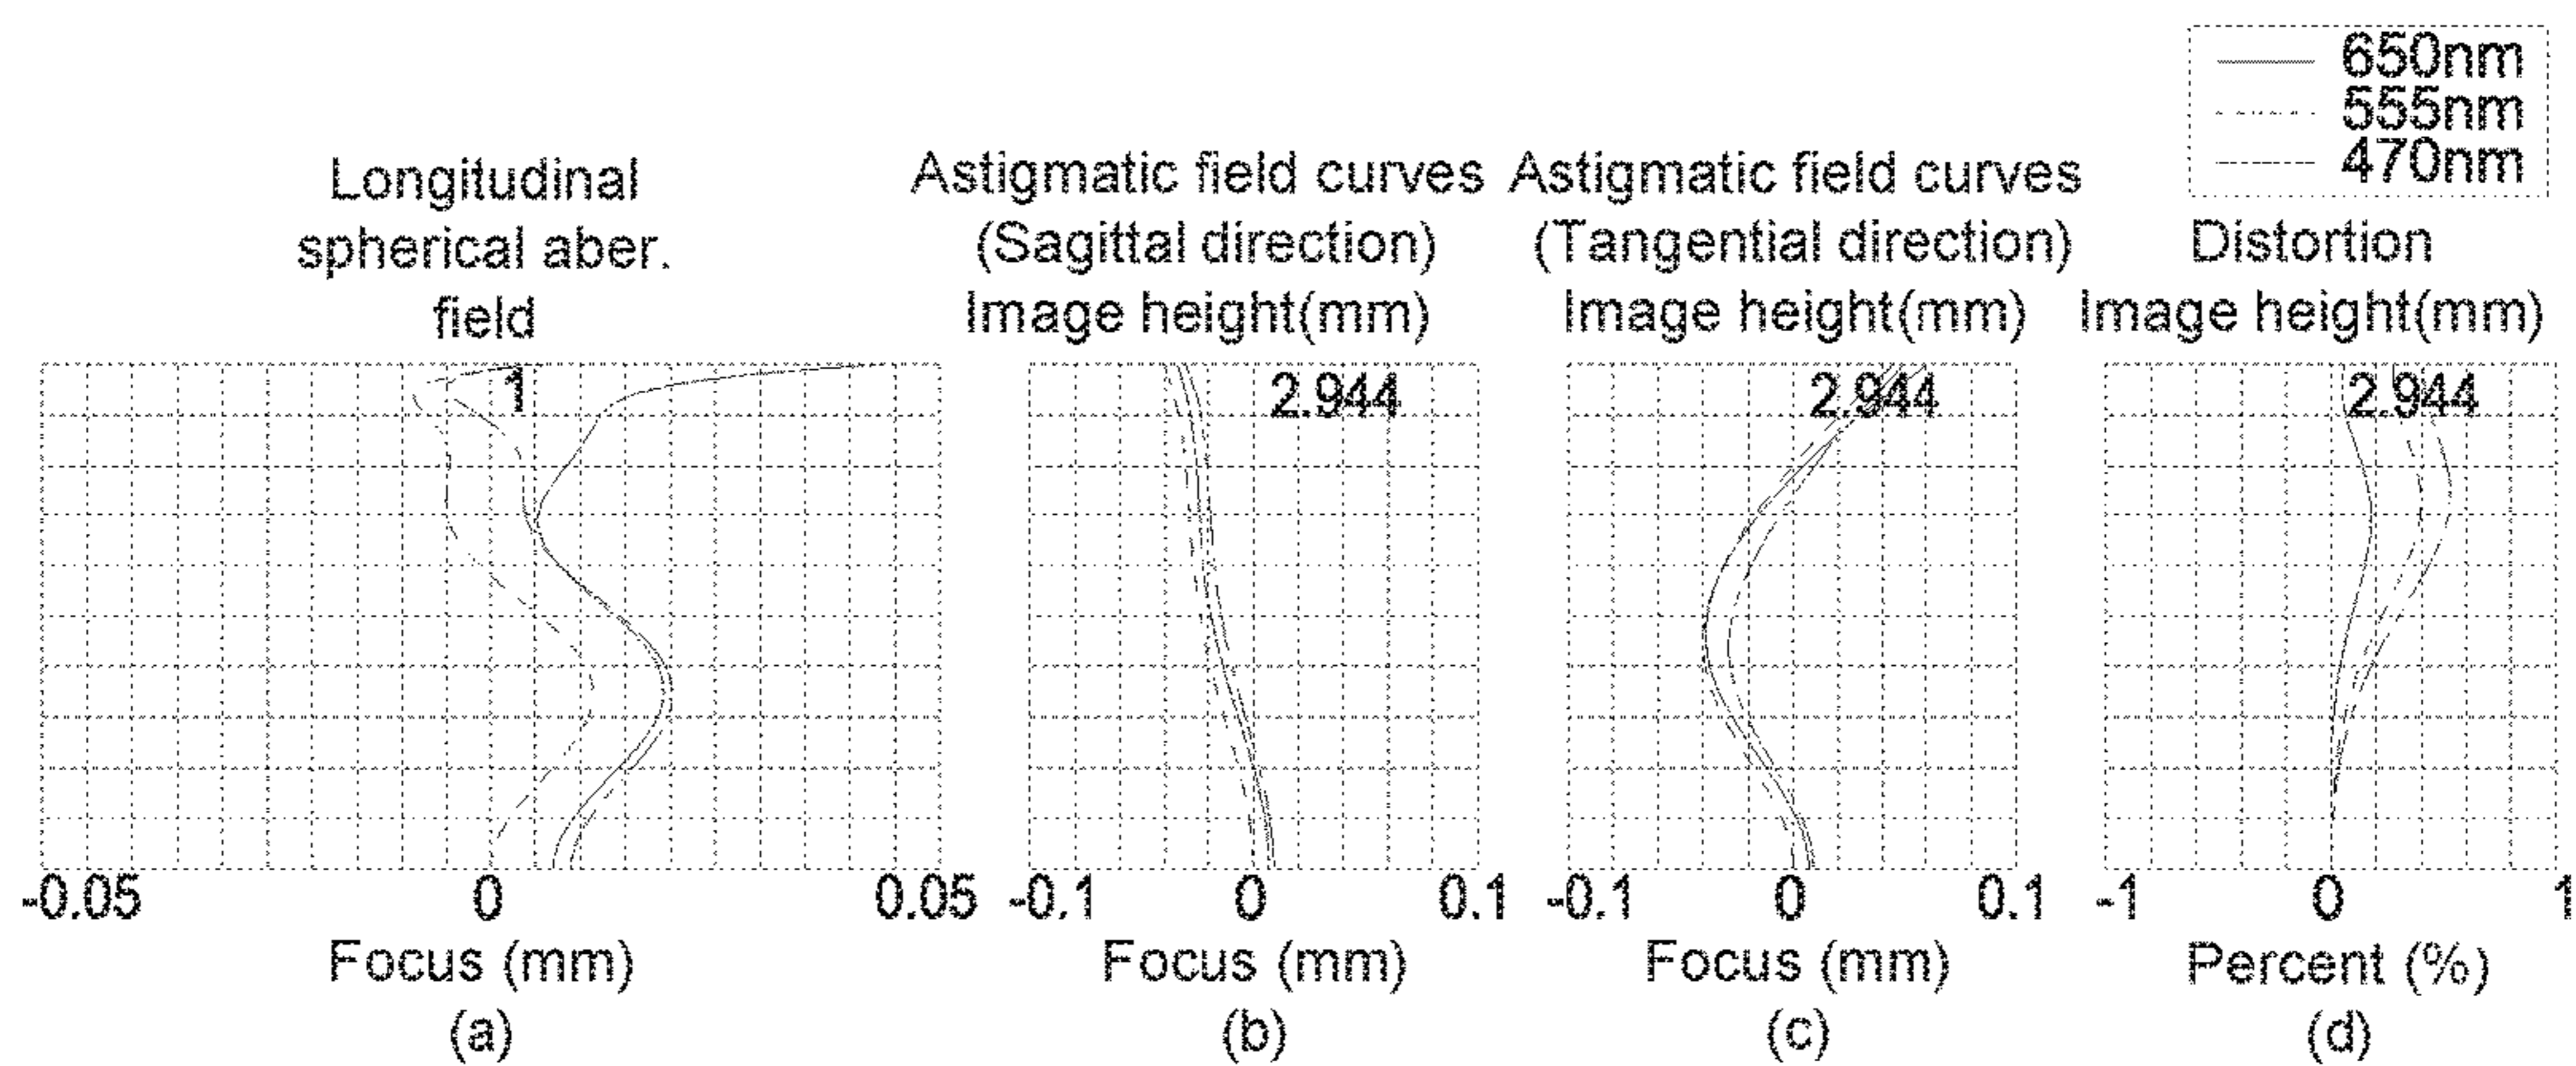 650nm
555nm
470nm
Longitudinal
spherical aber.
field
Astigmatic field curves
(Sagittal direction)
Image height(mm)
Astigmatic field curves
(Tangential direction)
Image height(mm)
Distortion
Image height(mm)
1
2.944
2.944
2.944
-0.05 0 0.05
-0.1 0 0.1
-0.1 0 0.1
-1 0 1
Focus (mm)
Focus (mm)
Focus (mm)
Percent (%)
(a)
(b)
(c)
(d)